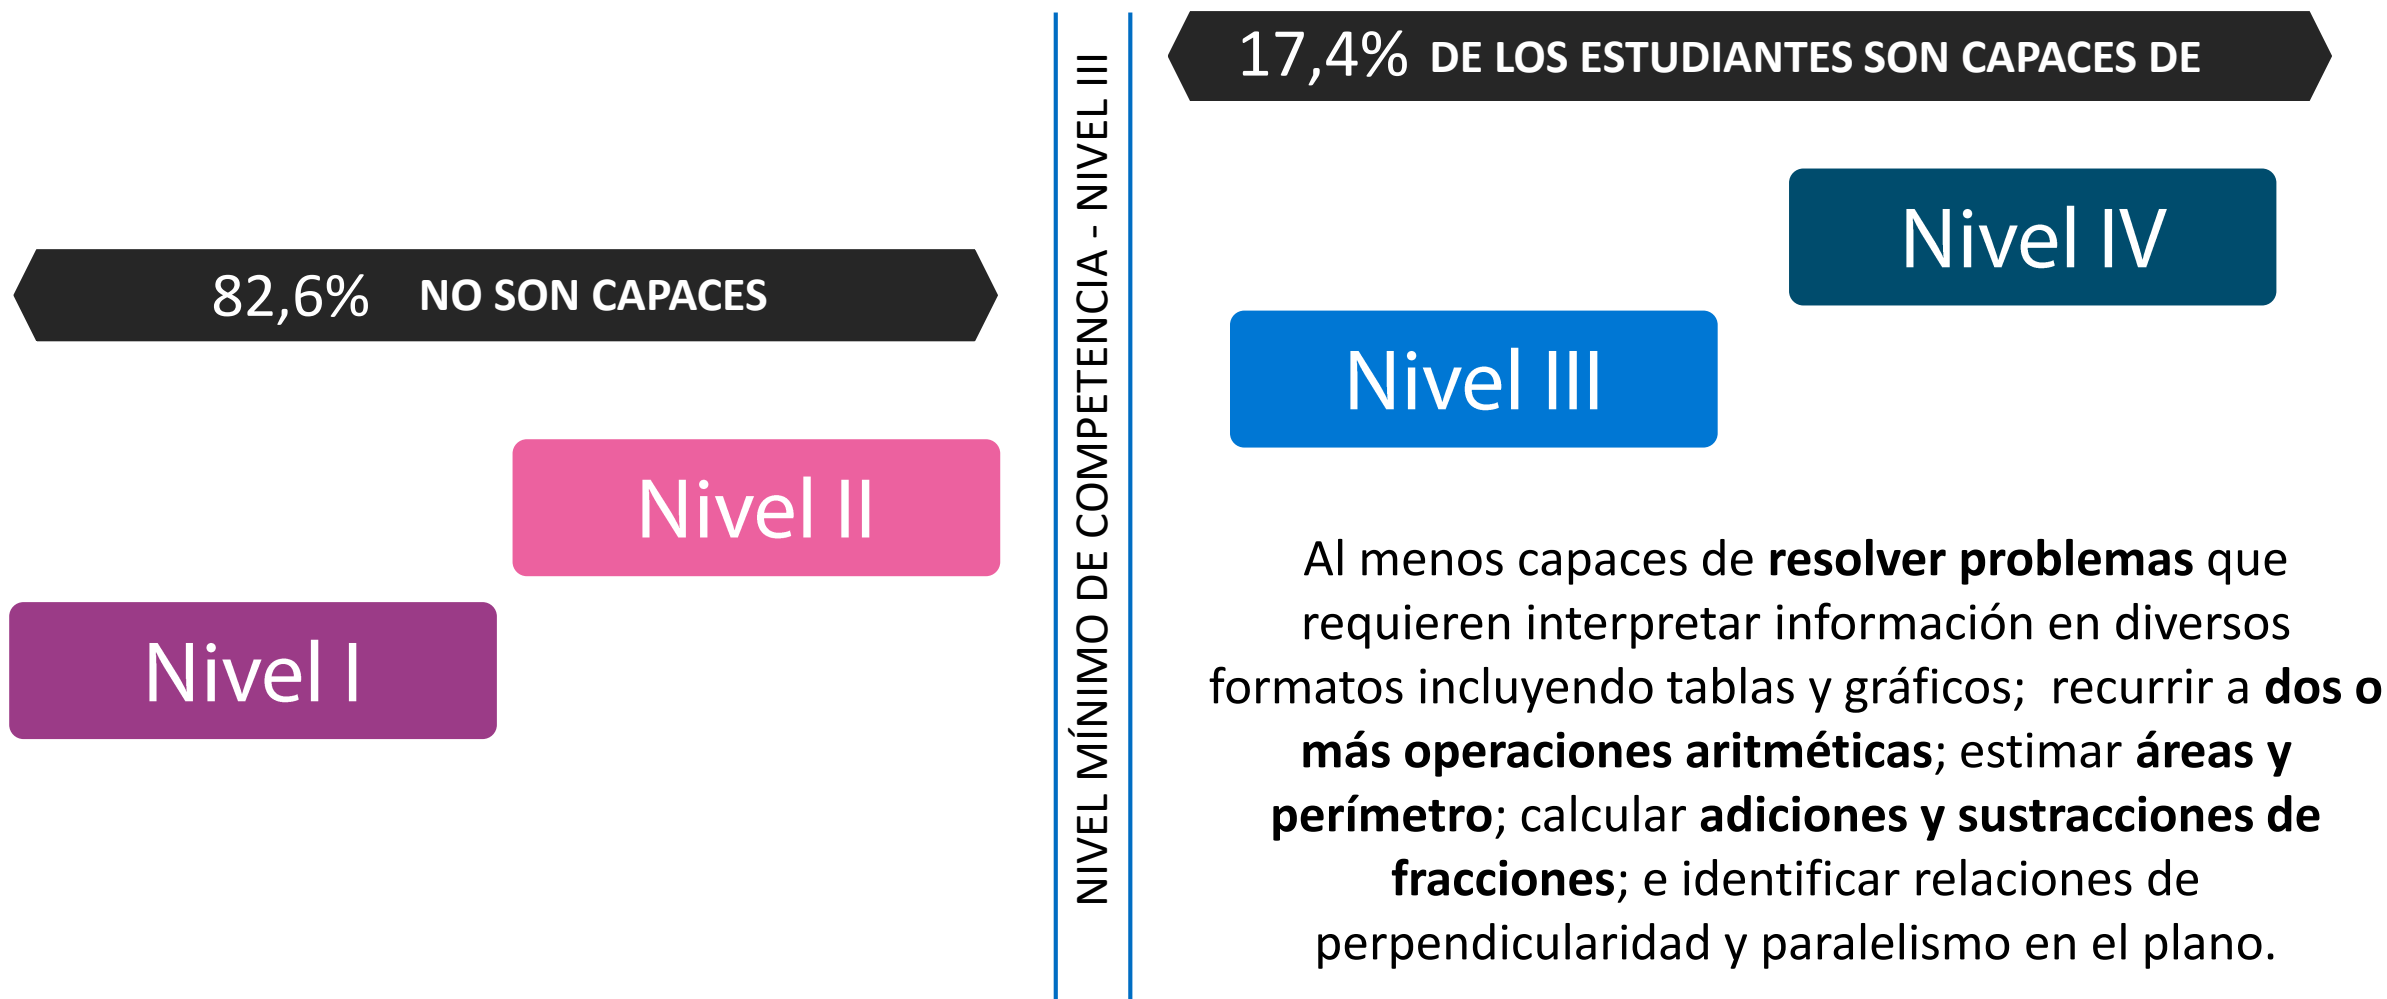 82,6% NO SON CAPACES
Nivel II
Nivel I
NIVEL MÍNIMO DE COMPETENCIA - NIVEL III
17,4% DE LOS ESTUDIANTES SON CAPACES DE
Nivel IV
Nivel III
Al menos capaces de resolver problemas que
requieren interpretar información en diversos
formatos incluyendo tablas y gráficos; recurrir a dos o
más operaciones aritméticas; estimar áreas y
perímetro; calcular adiciones y sustracciones de
fracciones; e identificar relaciones de
perpendicularidad y paralelismo en el plano.